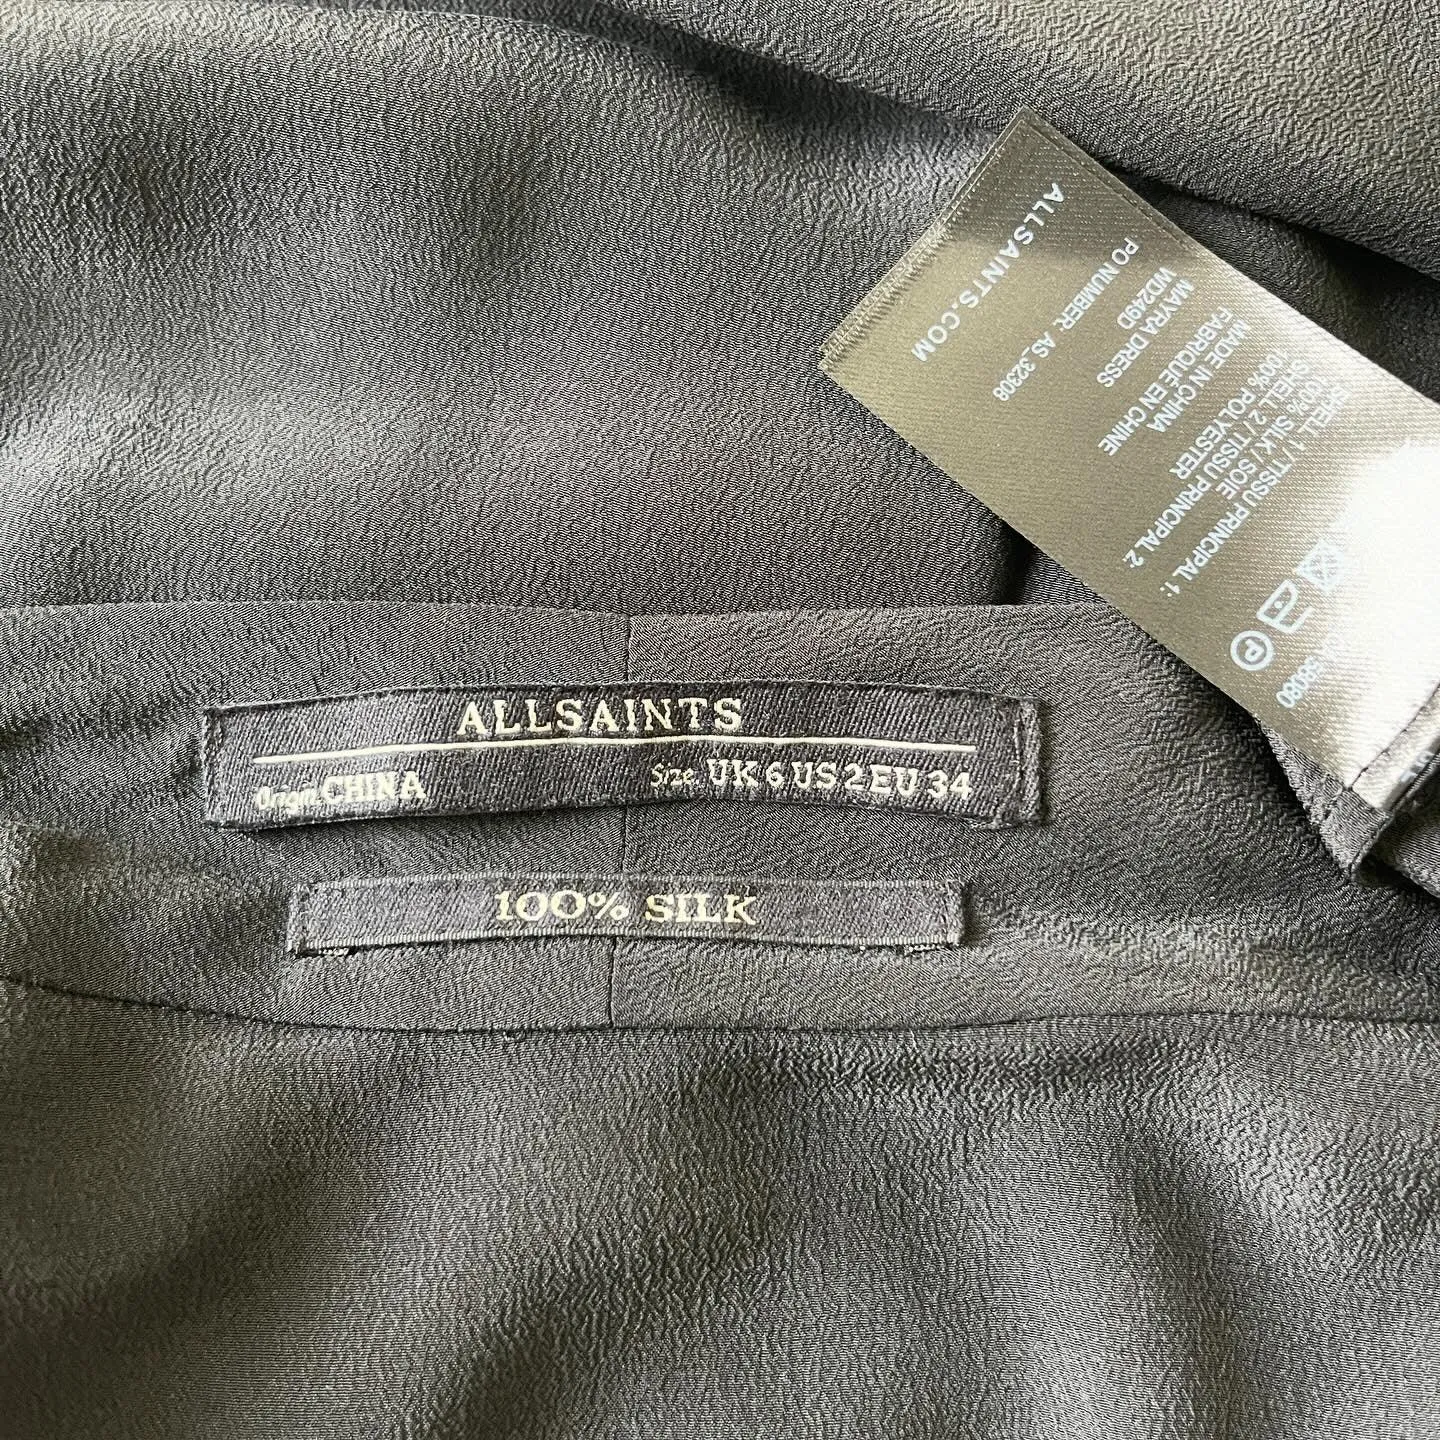 ALLSAINTS
Origin. CHINA Size. UK 6 US 2 EU 34
100% SILK
ALLSAINTS.COM
PO NUMBER: AS_32308
WD249D
MAYRA DRESS
MADE IN CHINA
FABRIQUE EN CHINE
SHELL 1 / TISSU PRINCIPAL 1:
100% SILK / SOIE
SHELL 2 / TISSU PRINCIPAL 2:
100% POLYESTER
P
58080